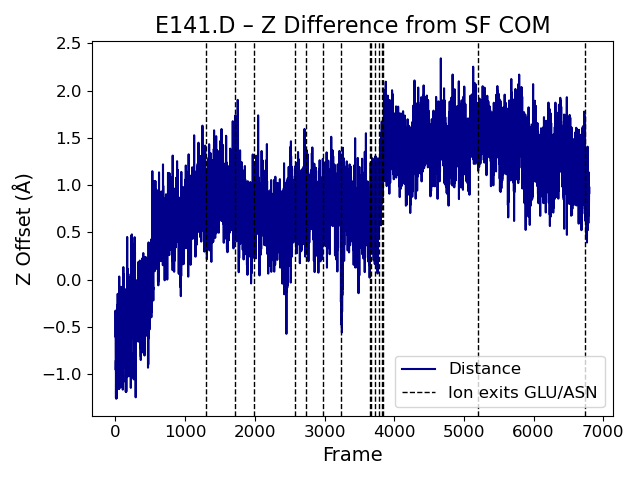 E141.D – Z Difference from SF COM
Z Offset (Å)
2.5
2.0
1.5
1.0
0.5
0.0
−0.5
−1.0
Distance
Ion exits GLU/ASN
0 1000 2000 3000 4000 5000 6000 7000
Frame